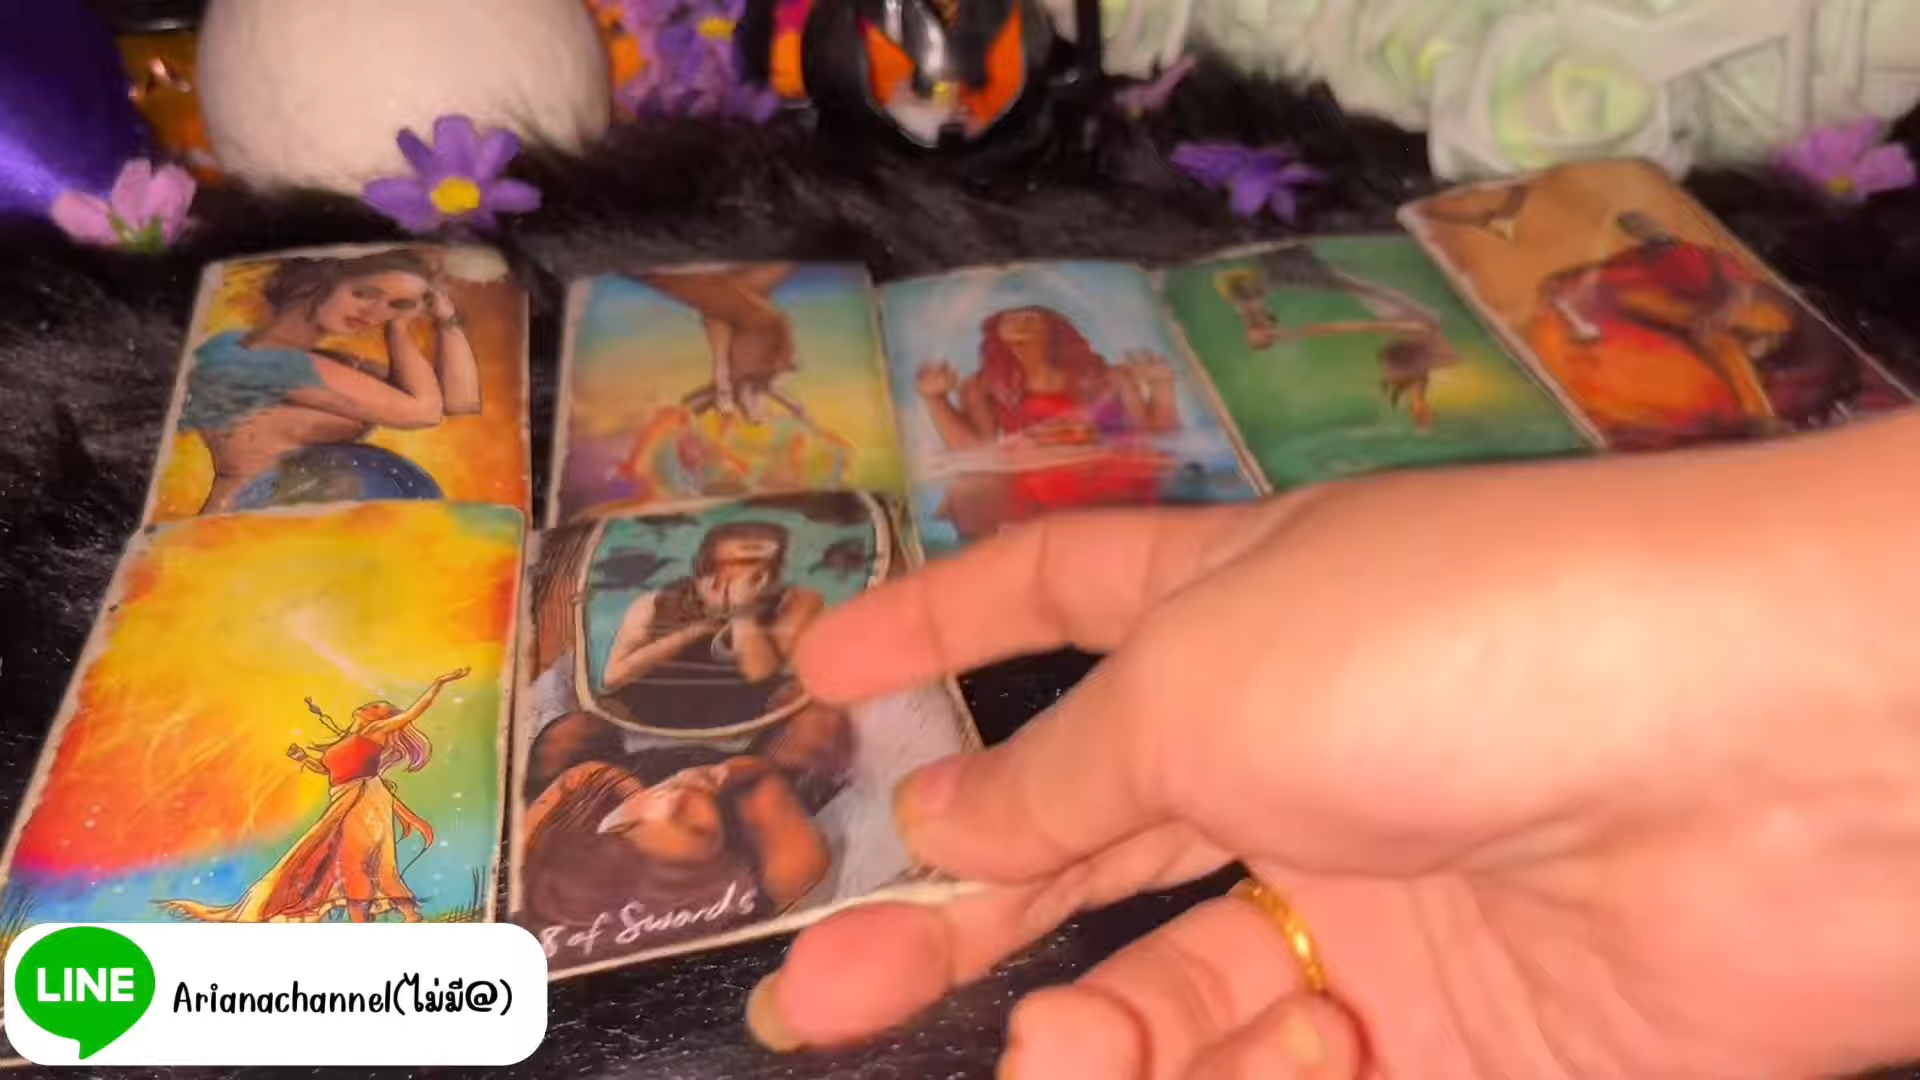 8 of Swords
LINE
Arianachannel(ไม่มี@)